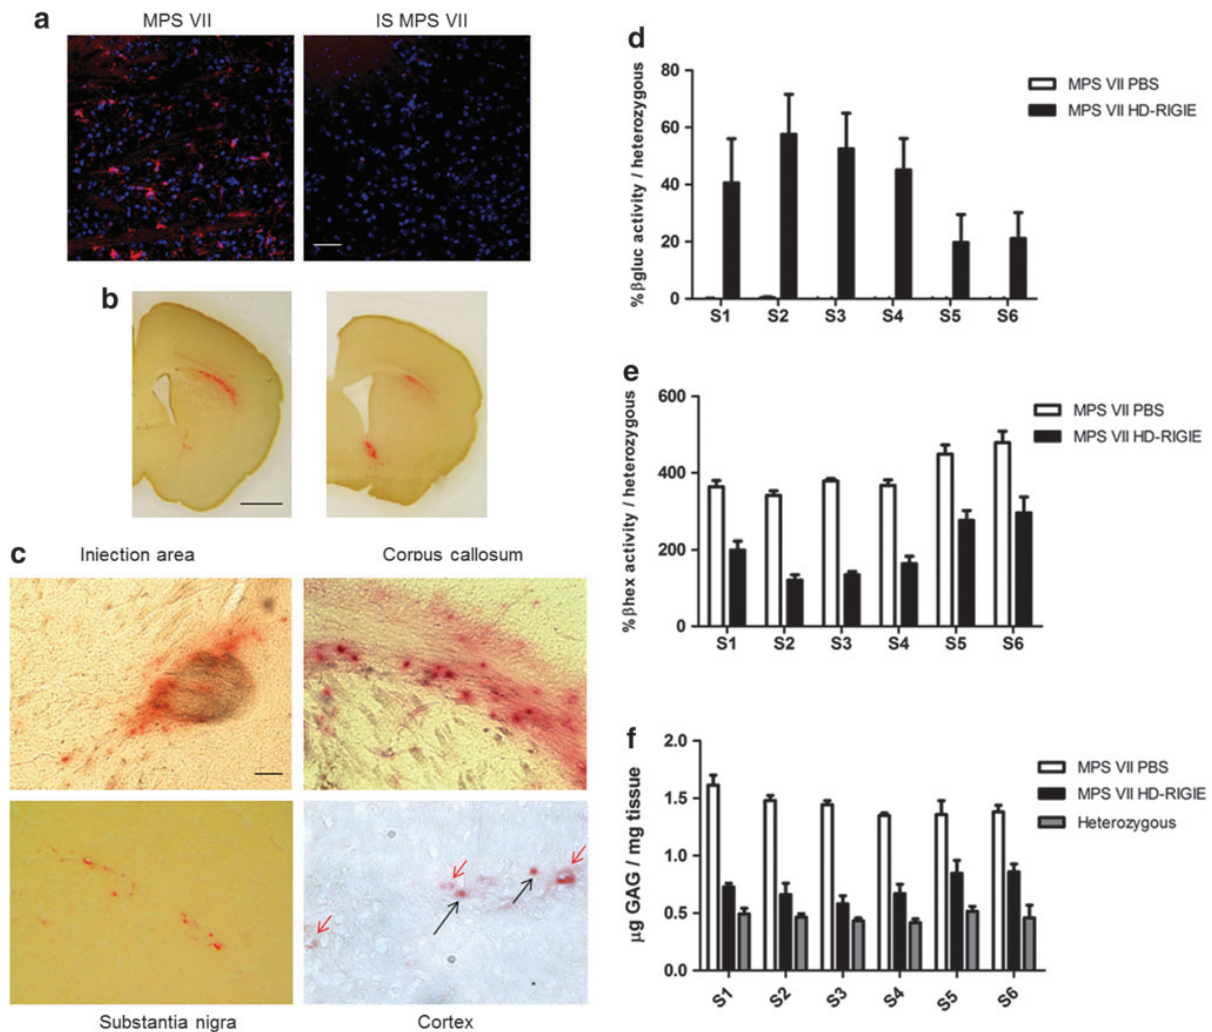 a
MPS VII
IS MPS VII
b
c
Injection area
Corpus callosum
Substantia nigra
Cortex
d
%βgluc activity / heterozygous
80
60
40
20
0
S1 S2 S3 S4 S5 S6
MPS VII PBS
MPS VII HD-RIGIE
e
%βhex activity / heterozygous
600
400
200
0
S1 S2 S3 S4 S5 S6
MPS VII PBS
MPS VII HD-RIGIE
f
µg GAG / mg tissue
2.0
1.5
1.0
0.5
0.0
S1 S2 S3 S4 S5 S6
MPS VII PBS
MPS VII HD-RIGIE
Heterozygous